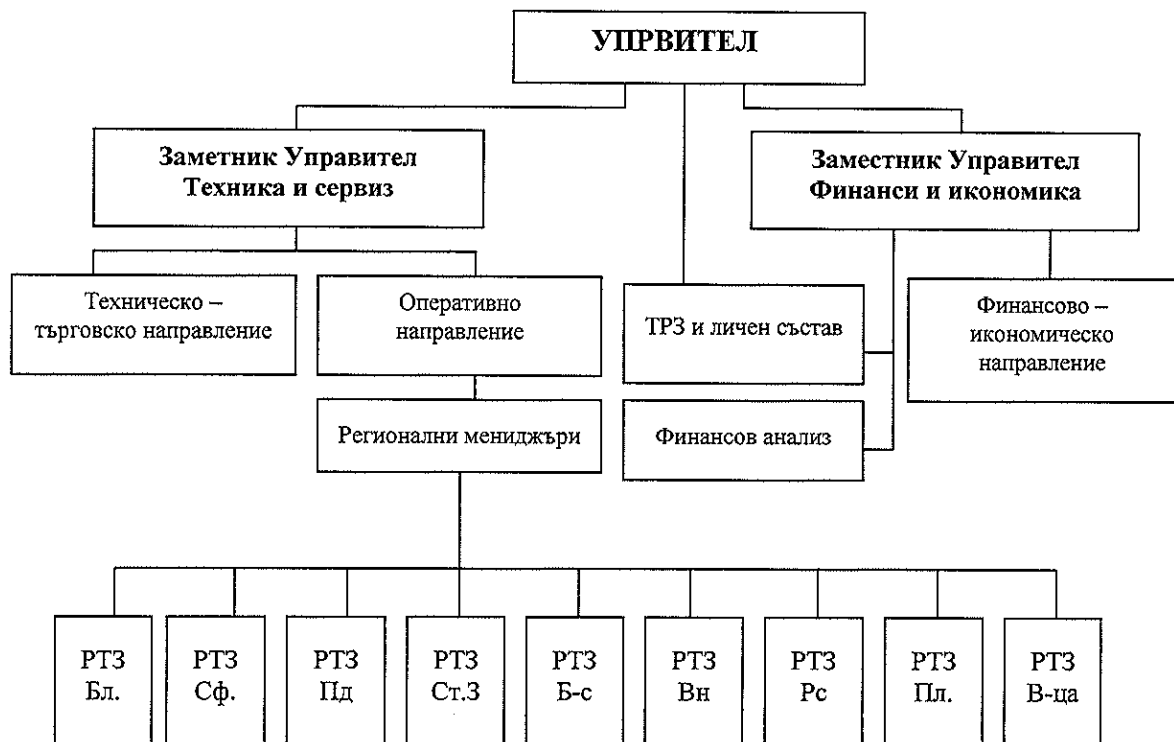 УПРВИТЕЛ
Заметник Управител
Техника и сервиз
Заместник Управител
Финанси и икономика
Техническо –
търговско направление
Оперативно
направление
ТРЗ и личен състав
Финансово –
икономическо
направление
Регионални мениджъри
Финансов анализ
РТЗ
Бл.
РТЗ
Сф.
РТЗ
Пд
РТЗ
Ст.З
РТЗ
Б-с
РТЗ
Вн
РТЗ
Рс
РТЗ
Пл.
РТЗ
В-ца